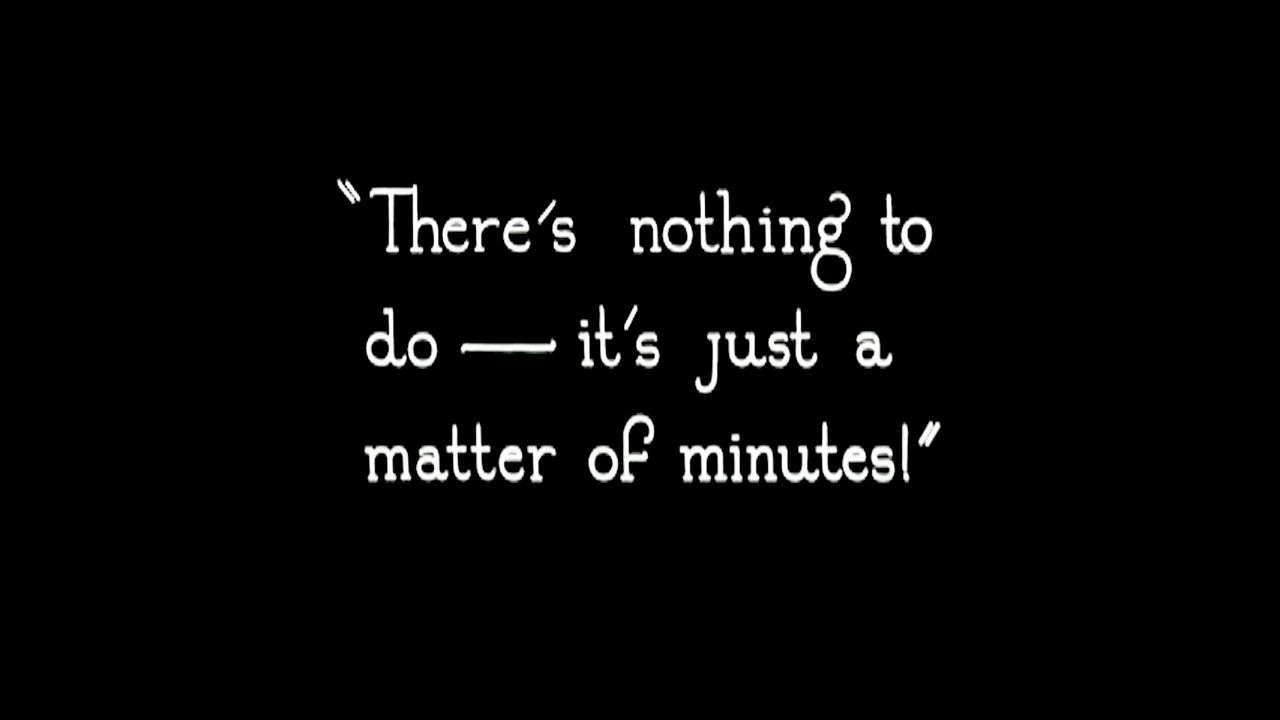 "There's nothing to
do — it's just a
matter of minutes!"